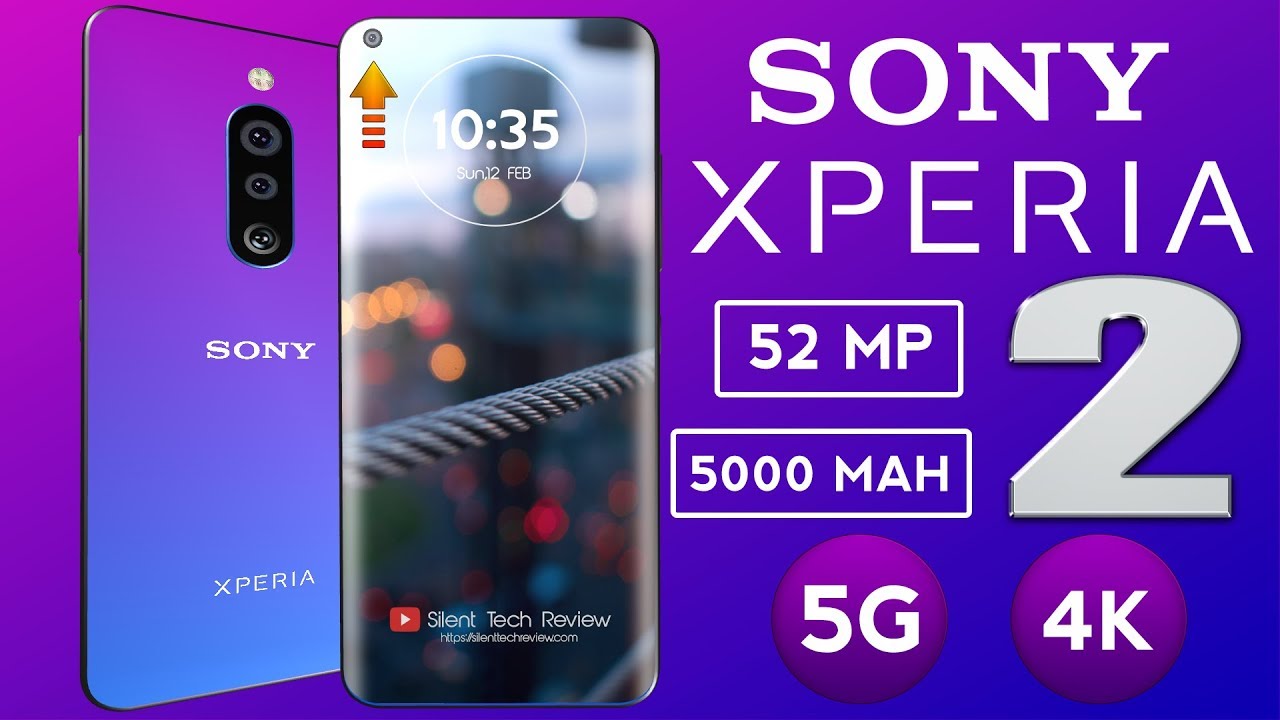 SONY
XPERIA
10:35
Sun,12 FEB
Silent Tech Review
https://silenttechreview.com
SONY
XPERIA
2
52 MP
5000 MAH
5G
4K